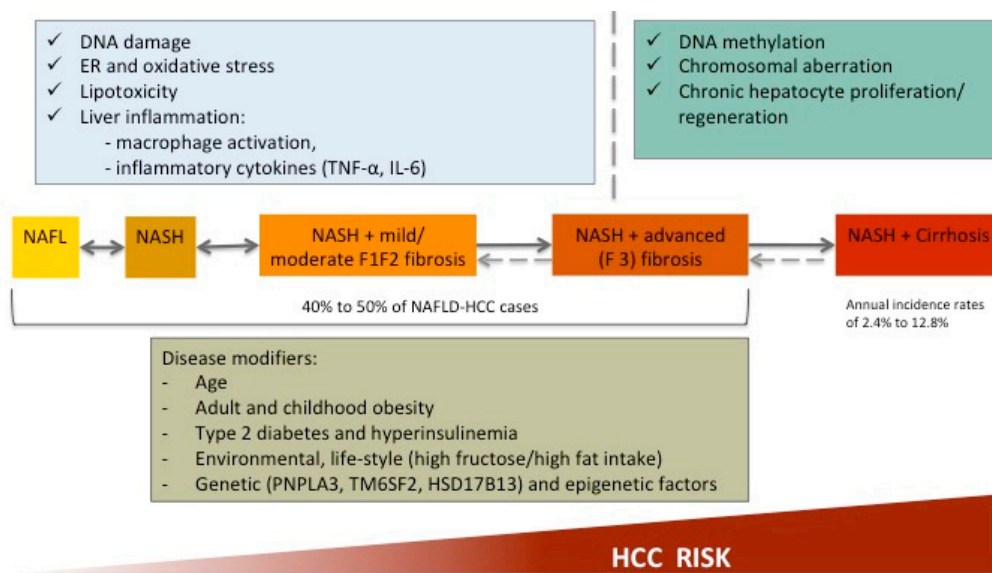 ✓ DNA damage
✓ ER and oxidative stress
✓ Lipotoxicity
✓ Liver inflammation:
- macrophage activation,
- inflammatory cytokines (TNF-α, IL-6)
✓ DNA methylation
✓ Chromosomal aberration
✓ Chronic hepatocyte proliferation/
regeneration
NAFL
NASH
NASH + mild/
moderate F1F2 fibrosis
NASH + advanced
(F 3) fibrosis
NASH + Cirrhosis
40% to 50% of NAFLD-HCC cases
Annual incidence rates
of 2.4% to 12.8%
Disease modifiers:
- Age
- Adult and childhood obesity
- Type 2 diabetes and hyperinsulinemia
- Environmental, life-style (high fructose/high fat intake)
- Genetic (PNPLA3, TM6SF2, HSD17B13) and epigenetic factors
HCC RISK